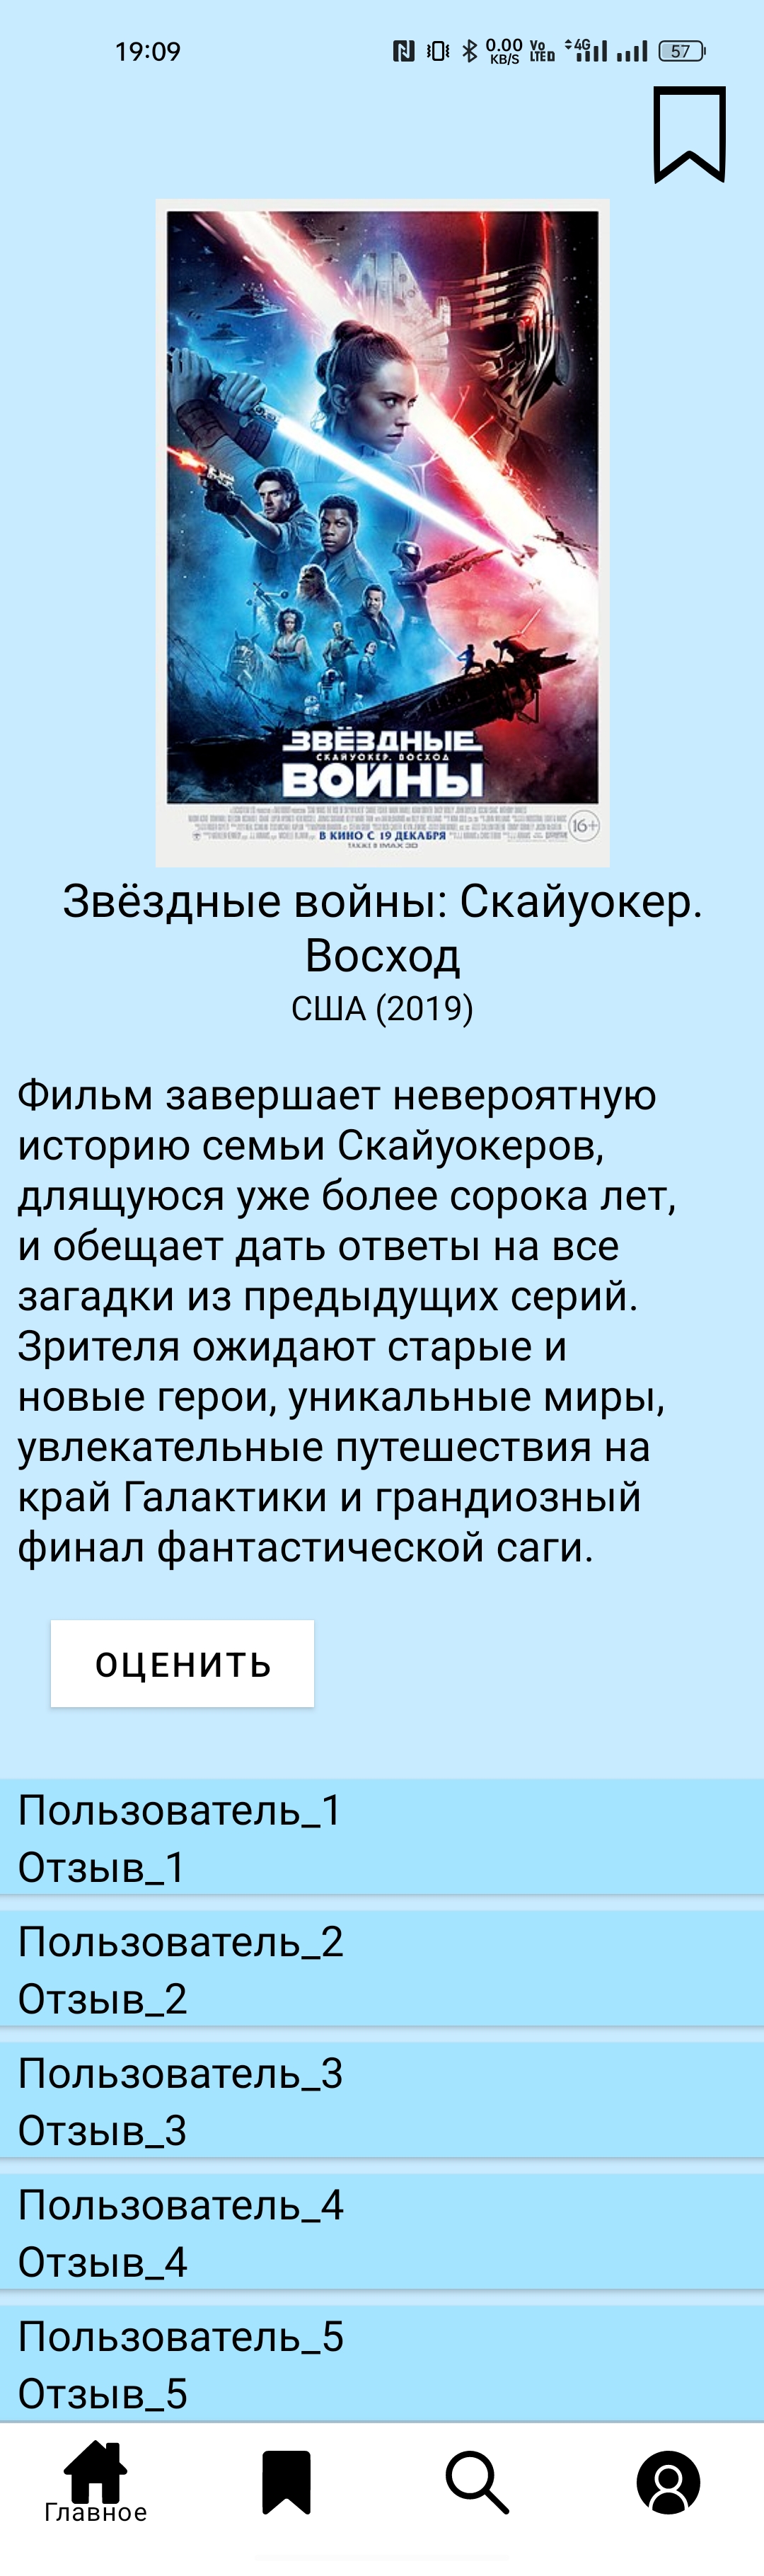 19:09
0.00
KB/S
Vo
LTE
4G
57
ЗВЁЗДНЫЕ
СКАЙУОКЕР. ВОСХОД
ВОЙНЫ
В КИНО С 19 ДЕКАБРЯ
16+
ТАКЖЕ В IMAX 3D
Звёздные войны: Скайуокер.
Восход
США (2019)
Фильм завершает невероятную
историю семьи Скайуокеров,
длящуюся уже более сорока лет,
и обещает дать ответы на все
загадки из предыдущих серий.
Зрителя ожидают старые и
новые герои, уникальные миры,
увлекательные путешествия на
край Галактики и грандиозный
финал фантастической саги.
ОЦЕНИТЬ
Пользователь_1
Отзыв_1
Пользователь_2
Отзыв_2
Пользователь_3
Отзыв_3
Пользователь_4
Отзыв_4
Пользователь_5
Отзыв_5
Главное